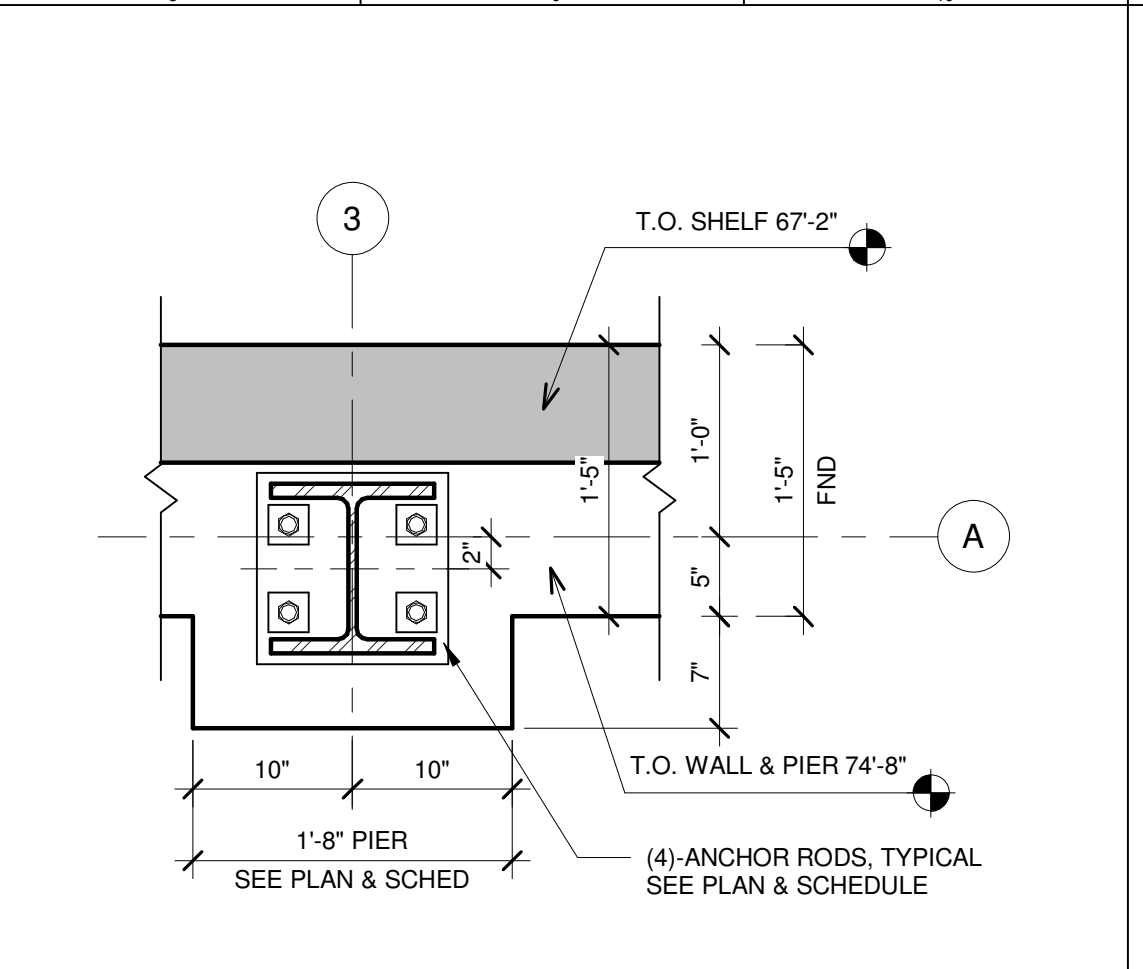 3
T.O. SHELF 67'-2"
1'-5"
1'-0"
1'-5"
FND
A
2"
5"
7"
T.O. WALL & PIER 74'-8"
10"
10"
1'-8" PIER
SEE PLAN & SCHED
(4)-ANCHOR RODS, TYPICAL
SEE PLAN & SCHEDULE